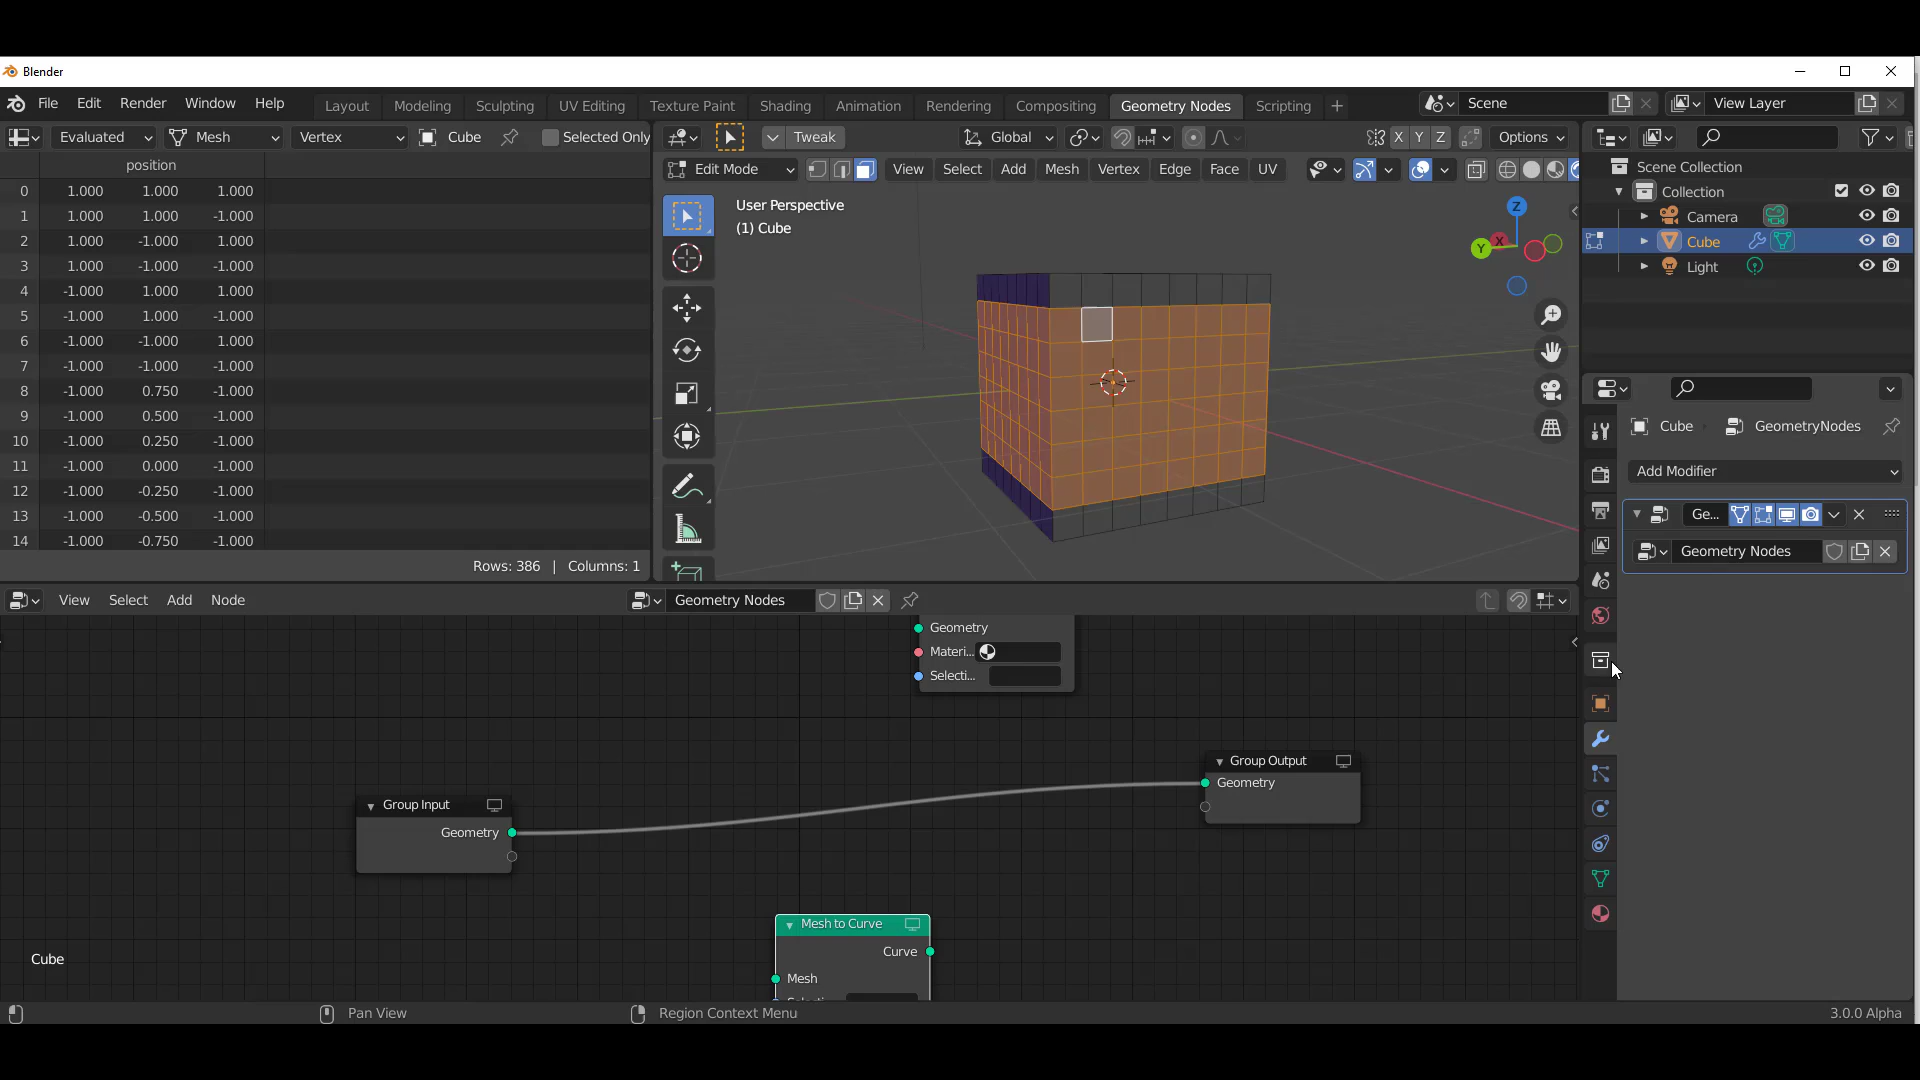 Blender
File Edit Render Window Help Layout Modeling Sculpting UV Editing Texture Paint Shading Animation Rendering Compositing Geometry Nodes Scripting + Scene View Layer
Evaluated Mesh Vertex Cube Selected Only Tweak Global X Y Z Options
Edit Mode View Select Add Mesh Vertex Edge Face UV
position
0 1.000 1.000 1.000
1 1.000 1.000 -1.000
2 1.000 -1.000 1.000
3 1.000 -1.000 -1.000
4 -1.000 1.000 1.000
5 -1.000 1.000 -1.000
6 -1.000 -1.000 1.000
7 -1.000 -1.000 -1.000
8 -1.000 0.750 -1.000
9 -1.000 0.500 -1.000
10 -1.000 0.250 -1.000
11 -1.000 0.000 -1.000
12 -1.000 -0.250 -1.000
13 -1.000 -0.500 -1.000
14 -1.000 -0.750 -1.000
Rows: 386 | Columns: 1
User Perspective
(1) Cube
Z
Y X
Scene Collection
Collection
Camera
Cube
Light
Cube GeometryNodes
Add Modifier
Ge...
Geometry Nodes
View Select Add Node Geometry Nodes
Geometry
Materi...
Selecti...
Group Input
Geometry
Group Output
Geometry
Mesh to Curve
Curve
Mesh
Cube
Pan View Region Context Menu 3.0.0 Alpha